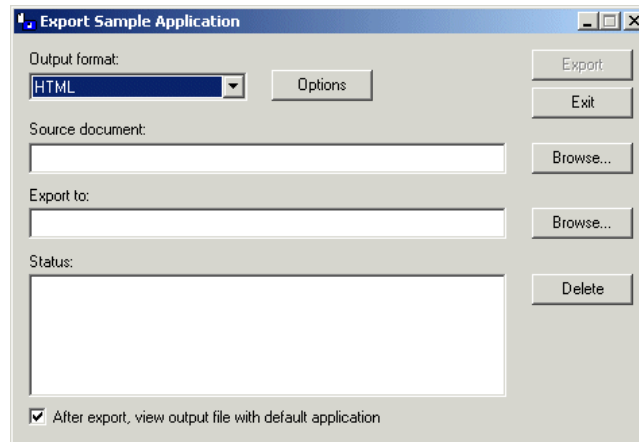 Export Sample Application
Output format:
HTML
Options
Export
Exit
Source document:
Browse...
Export to:
Browse...
Status:
Delete
After export, view output file with default application